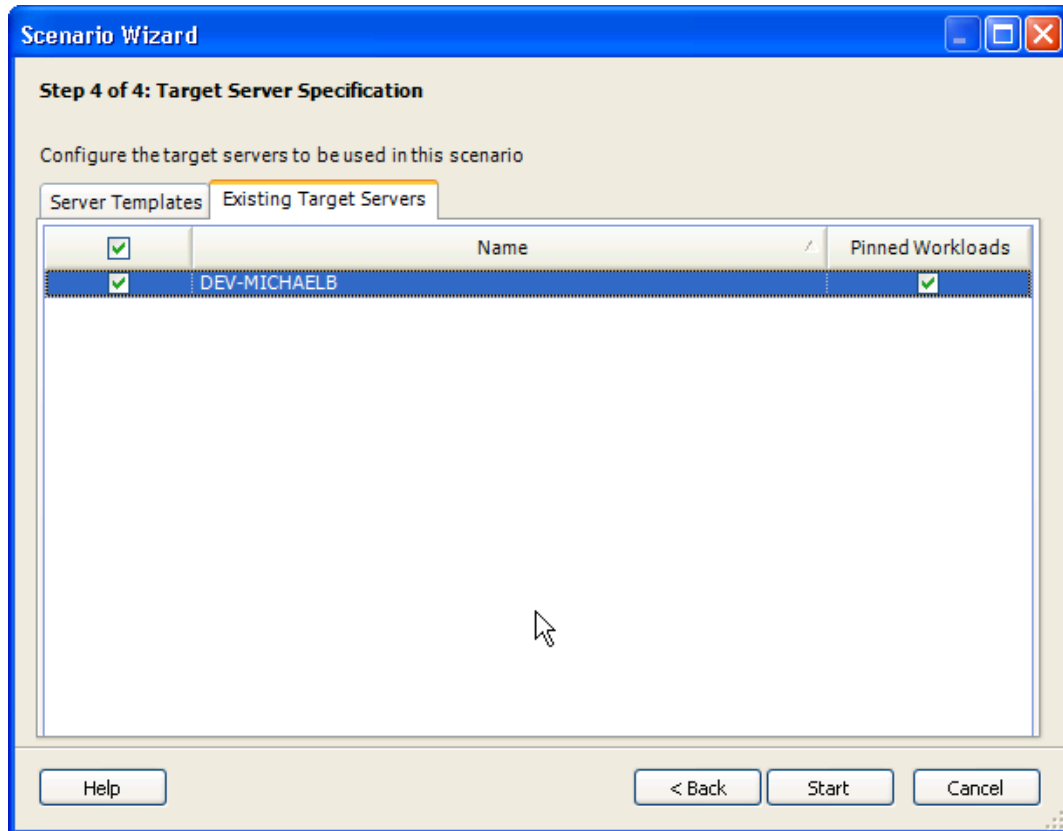 Scenario Wizard
Step 4 of 4: Target Server Specification
Configure the target servers to be used in this scenario
Server Templates Existing Target Servers
Name Pinned Workloads
DEV-MICHAELB
Help < Back Start Cancel